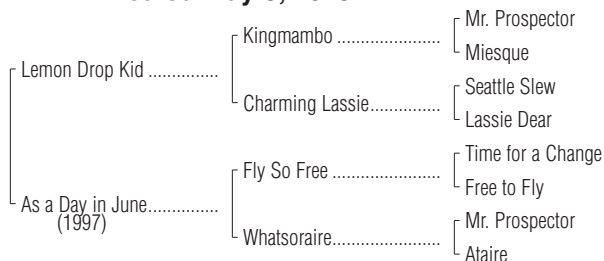 Mr. Prospector
Kingmambo ..................
Miesque
Lemon Drop Kid ...............
Seattle Slew
Charming Lassie...............
Lassie Dear
Time for a Change
Fly So Free ...................
Free to Fly
As a Day in June...............
(1997)
Mr. Prospector
Whatsoraire...................
Ataire